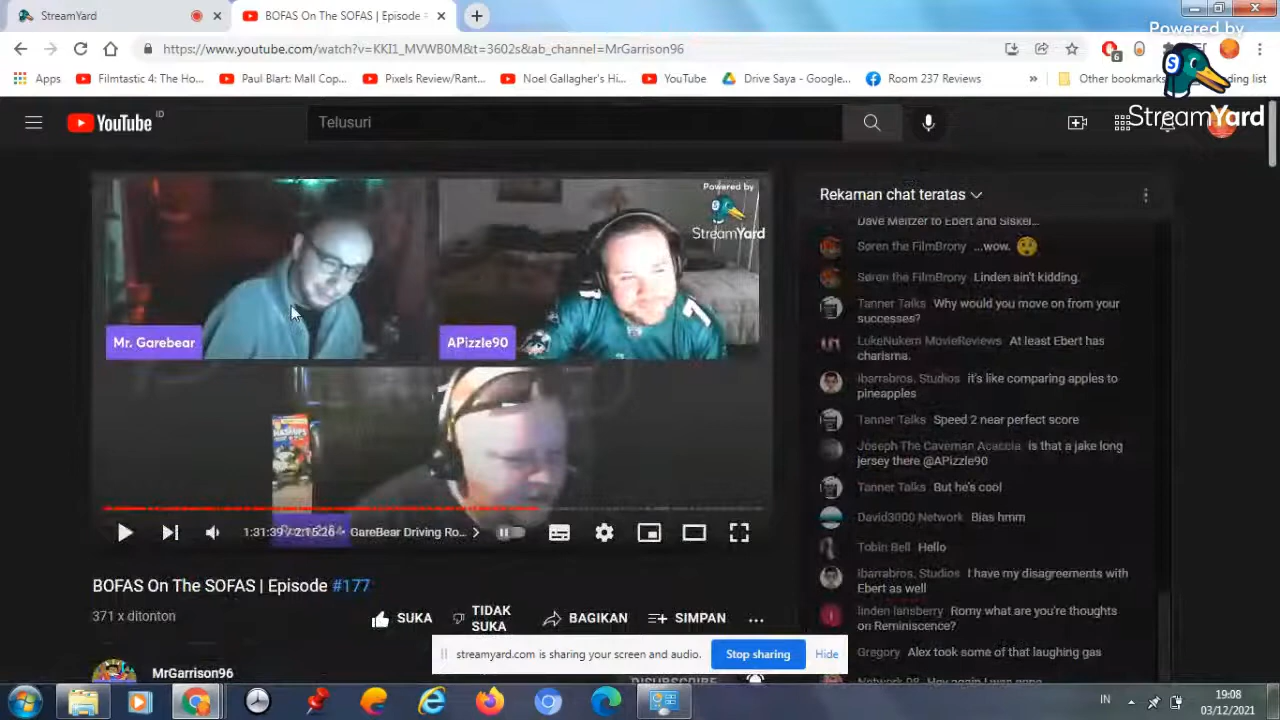 StreamYard
BOFAS On The SOFAS | Episode
Powered by
StreamYard
https://www.youtube.com/watch?v=KKI1_MVWB0M&t=3602s&ab_channel=MrGarrison96
6
Apps
Filmtastic 4: The Ho...
Paul Blart: Mall Cop...
Pixels Review/Rant...
Noel Gallagher's Hi...
YouTube
Drive Saya - Google...
Room 237 Reviews
»
Other bookmarks
ding list
YouTube ID
Telusuri
Powered by
StreamYard
Mr. Garebear
APizzle90
1:31:39 / 2:15:26 • GareBear Driving Ro...
BOFAS On The SOFAS | Episode #177
371 x ditonton
SUKA
TIDAK
SUKA
BAGIKAN
SIMPAN
MrGarrison96
Rekaman chat teratas
Dave Meltzer to Ebert and Siskel...
Søren the FilmBrony ...wow.
Søren the FilmBrony Linden ain't kidding.
Tanner Talks Why would you move on from your
successes?
LukeNukem MovieReviews At least Ebert has
charisma.
ibarrabros. Studios it's like comparing apples to
pineapples
Tanner Talks Speed 2 near perfect score
Joseph The Caveman Acaccia is that a jake long
jersey there @APizzle90
Tanner Talks But he's cool
David3000 Network Bias hmm
Tobin Bell Hello
ibarrabros. Studios I have my disagreements with
Ebert as well
linden lansberry Romy what are you're thoughts
on Reminiscence?
Gregory Alex took some of that laughing gas
streamyard.com is sharing your screen and audio.
Stop sharing
Hide
IN
19:08
03/12/2021